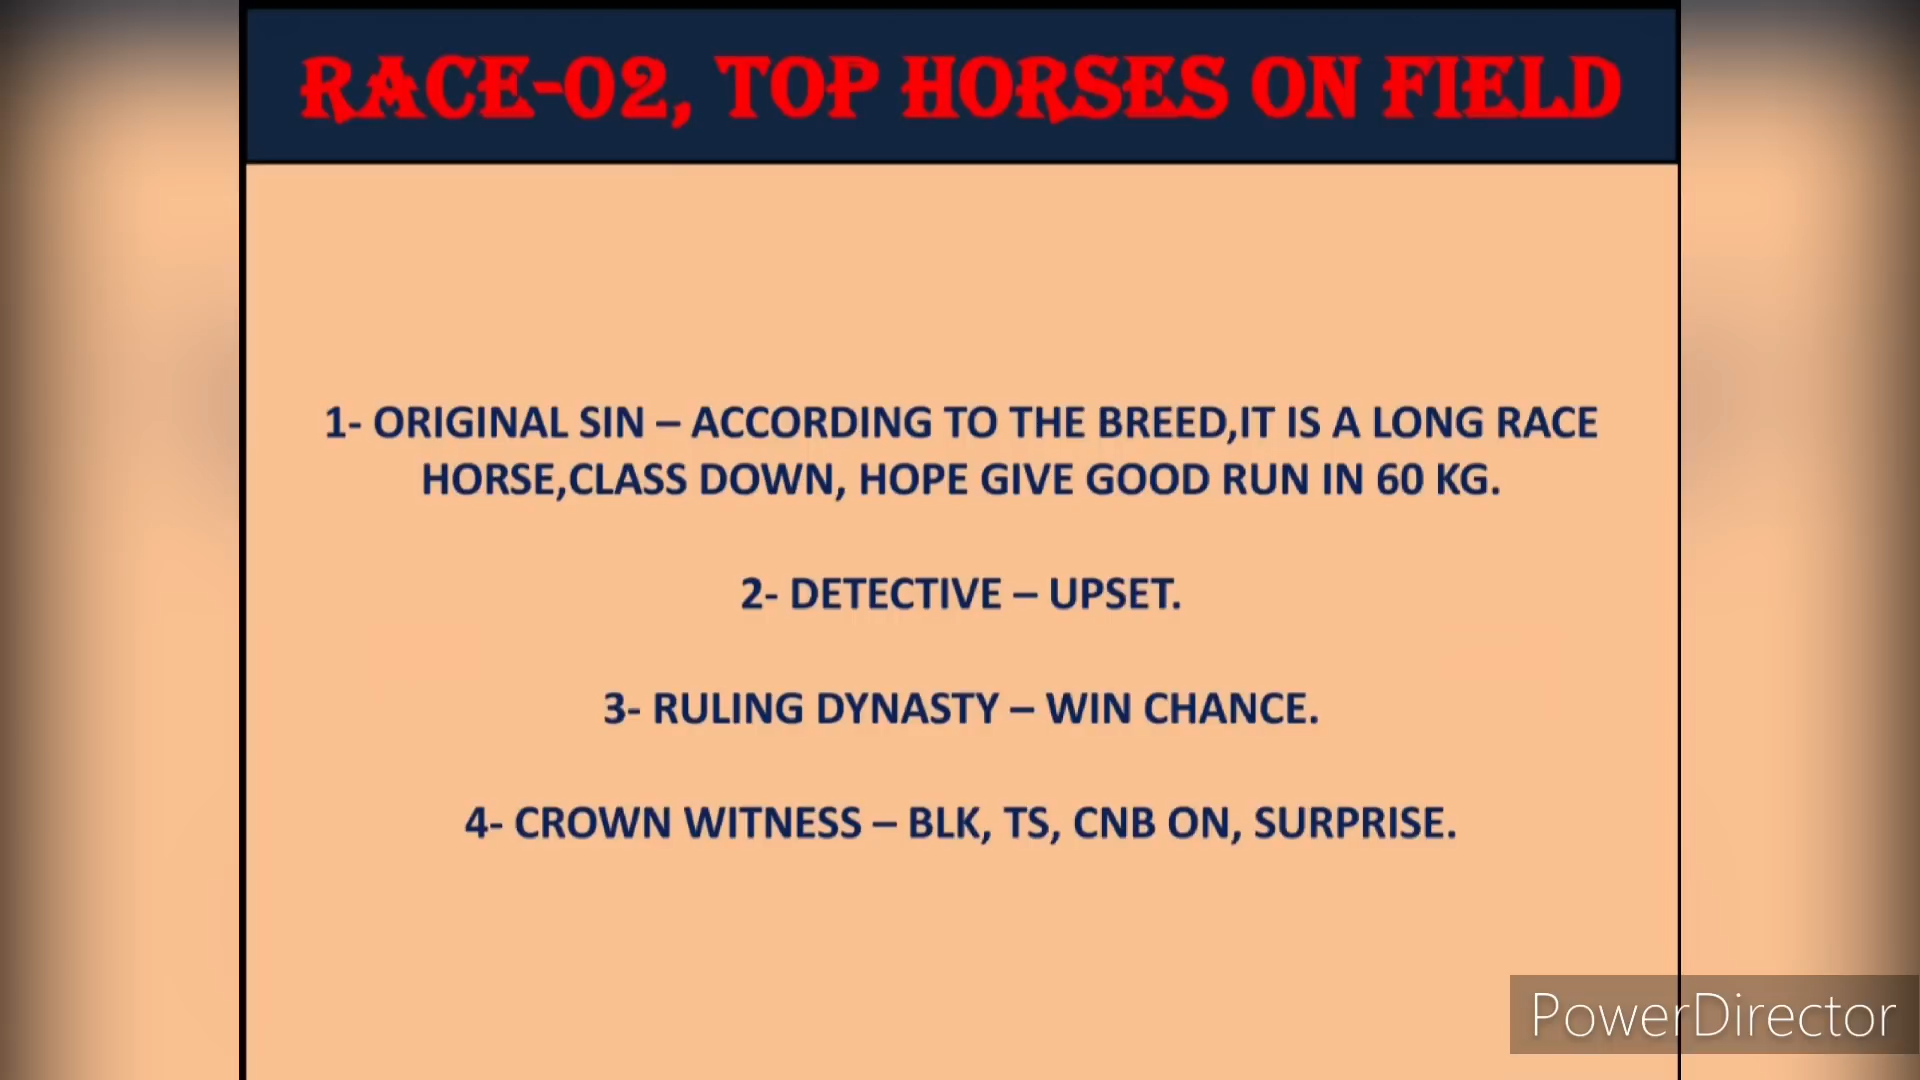 RACE-02, TOP HORSES ON FIELD
1- ORIGINAL SIN – ACCORDING TO THE BREED,IT IS A LONG RACE
HORSE,CLASS DOWN, HOPE GIVE GOOD RUN IN 60 KG.
2- DETECTIVE – UPSET.
3- RULING DYNASTY – WIN CHANCE.
4- CROWN WITNESS – BLK, TS, CNB ON, SURPRISE.
PowerDirector